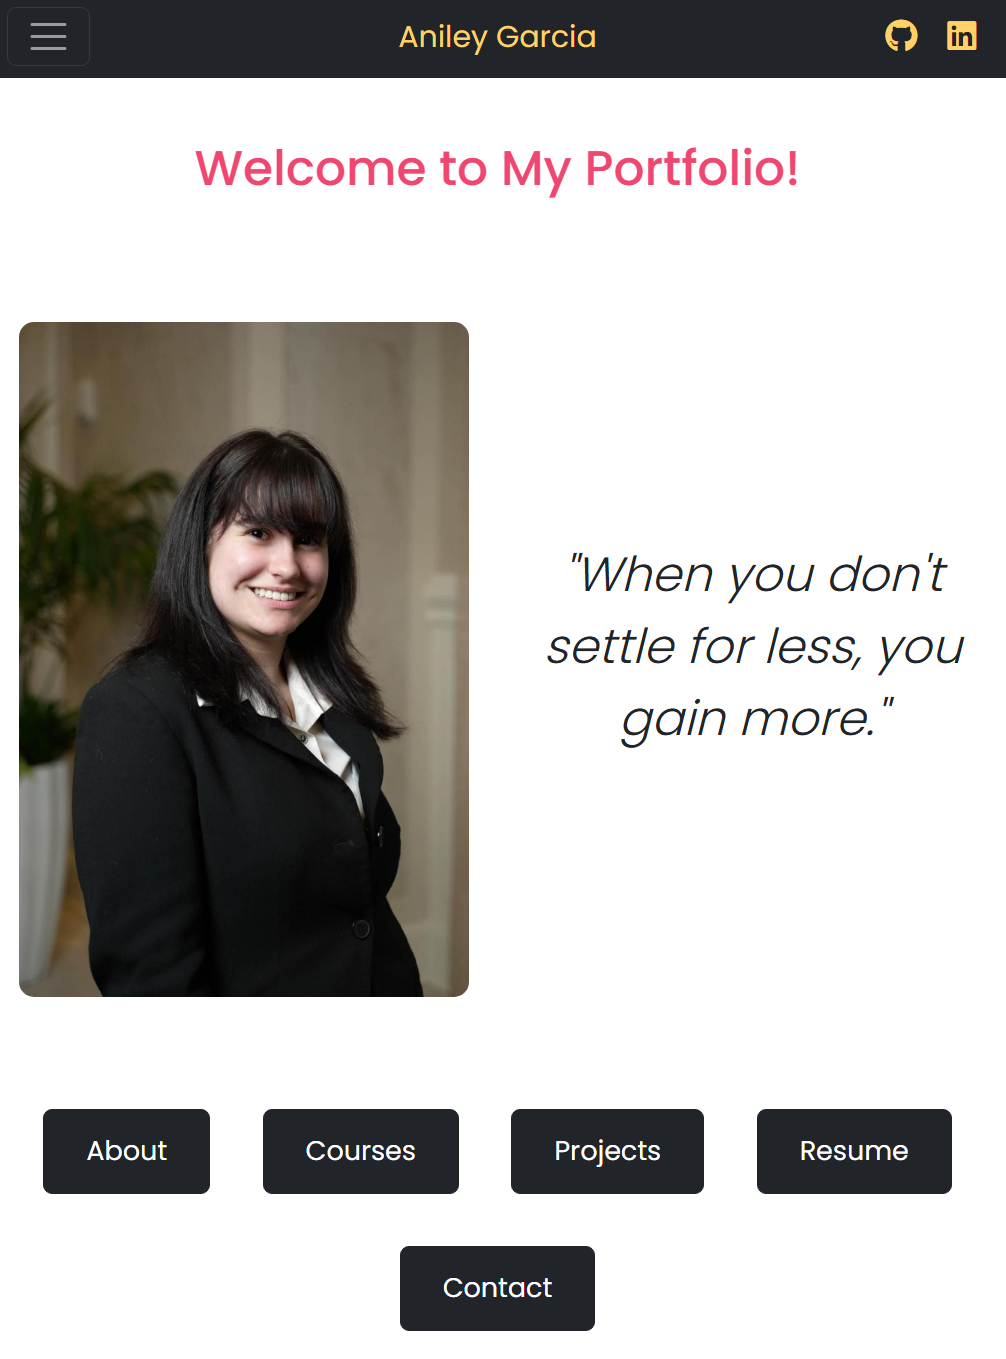 Aniley Garcia
in
Welcome to My Portfolio!
"When you don't
settle for less, you
gain more."
About
Courses
Projects
Resume
Contact